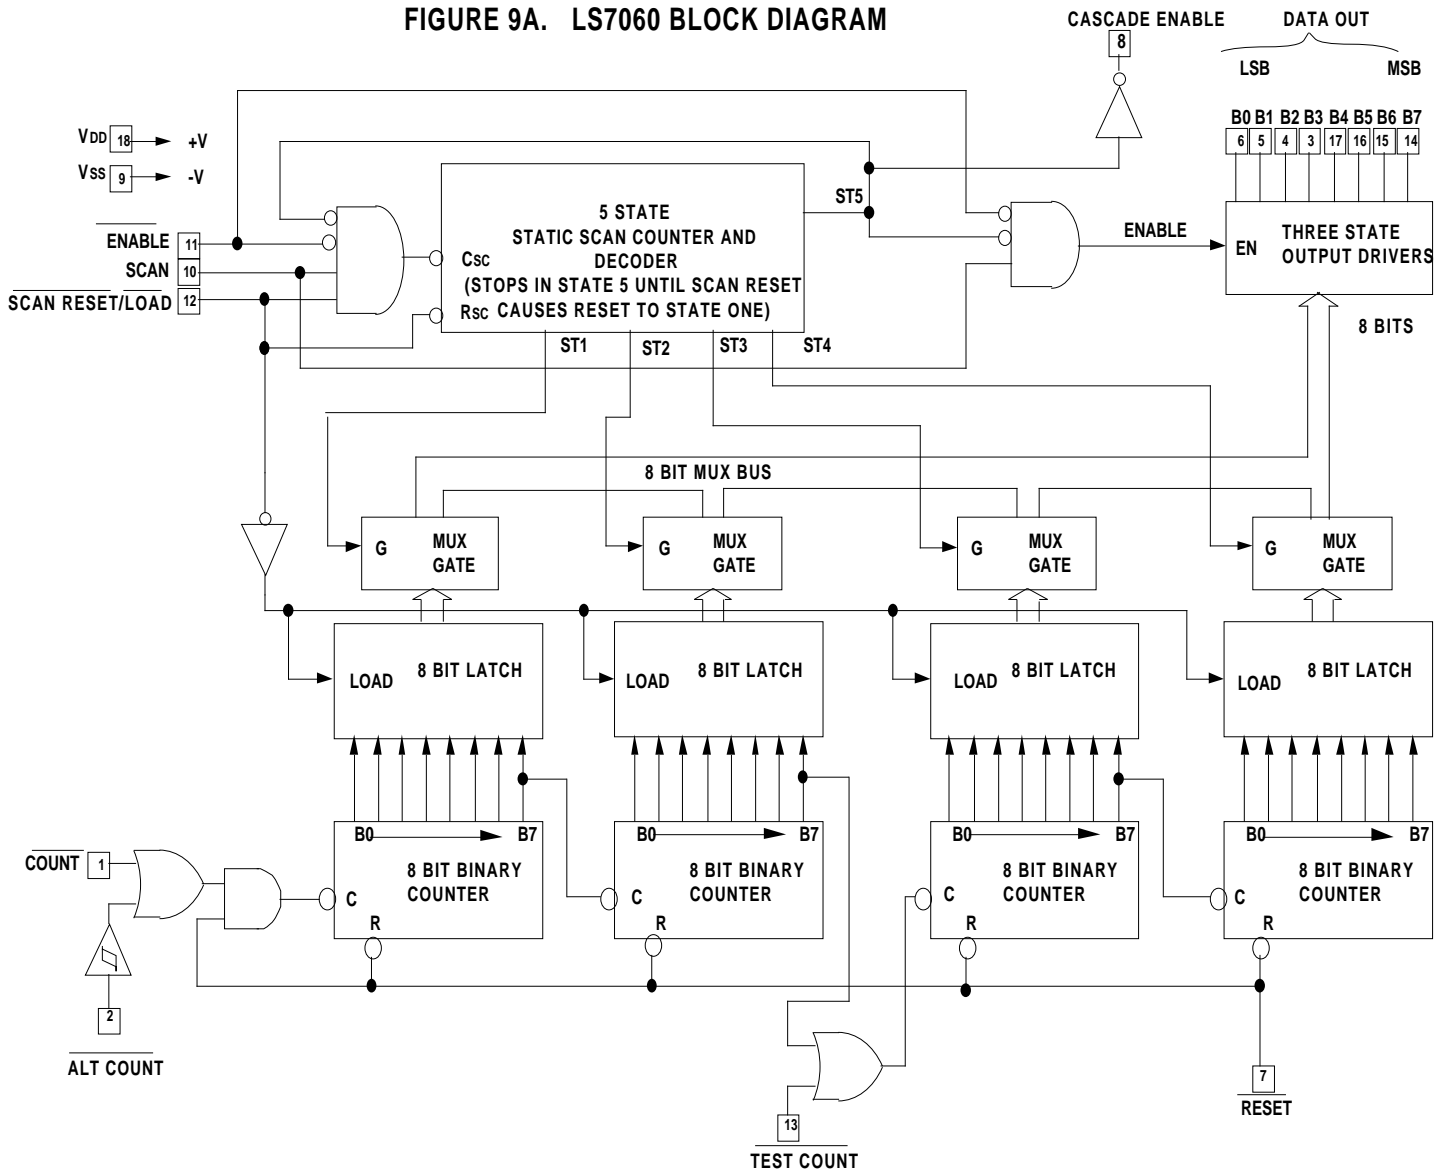 FIGURE 9A. LS7060 BLOCK DIAGRAM
CASCADE ENABLE
8
DATA OUT
LSB MSB
B0 B1 B2 B3 B4 B5 B6 B7
6 5 4 3 17 16 15 14
VDD 18 +V
VSS 9 -V
ENABLE 11
SCAN 10
SCAN RESET/LOAD 12
5 STATE
STATIC SCAN COUNTER AND
DECODER
(STOPS IN STATE 5 UNTIL SCAN RESET
CAUSES RESET TO STATE ONE)
CSC
RSC
ST5
ST1 ST2 ST3 ST4
ENABLE
EN
THREE STATE
OUTPUT DRIVERS
8 BITS
8 BIT MUX BUS
G MUX
GATE
G MUX
GATE
G MUX
GATE
G MUX
GATE
LOAD 8 BIT LATCH
LOAD 8 BIT LATCH
LOAD 8 BIT LATCH
LOAD 8 BIT LATCH
B0 B7
8 BIT BINARY
COUNTER
C
R
B0 B7
8 BIT BINARY
COUNTER
C
R
B0 B7
8 BIT BINARY
COUNTER
C
R
B0 B7
8 BIT BINARY
COUNTER
C
R
COUNT 1
2
ALT COUNT
13
TEST COUNT
7
RESET